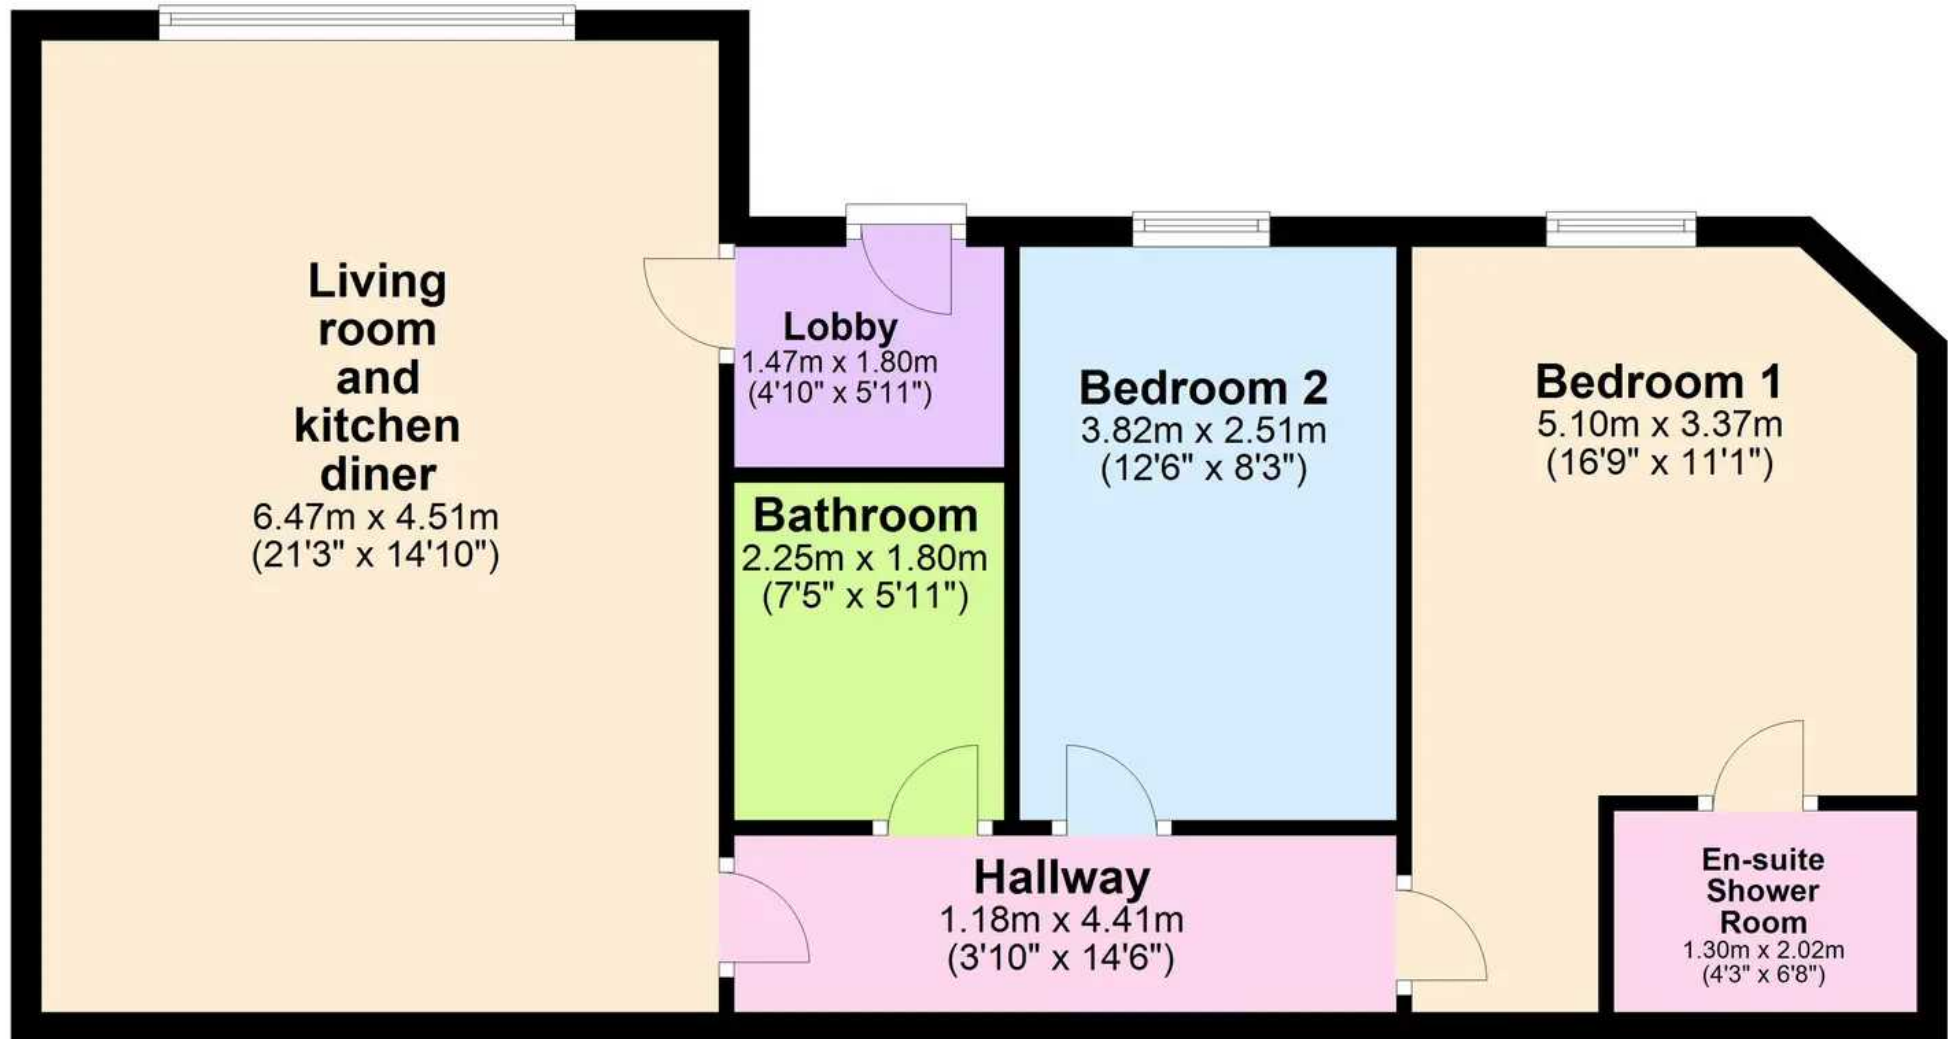 Living
room
and
kitchen
diner
6.47m x 4.51m
(21'3" x 14'10")
Lobby
1.47m x 1.80m
(4'10" x 5'11")
Bathroom
2.25m x 1.80m
(7'5" x 5'11")
Bedroom 2
3.82m x 2.51m
(12'6" x 8'3")
Bedroom 1
5.10m x 3.37m
(16'9" x 11'1")
Hallway
1.18m x 4.41m
(3'10" x 14'6")
En-suite
Shower
Room
1.30m x 2.02m
(4'3" x 6'8")